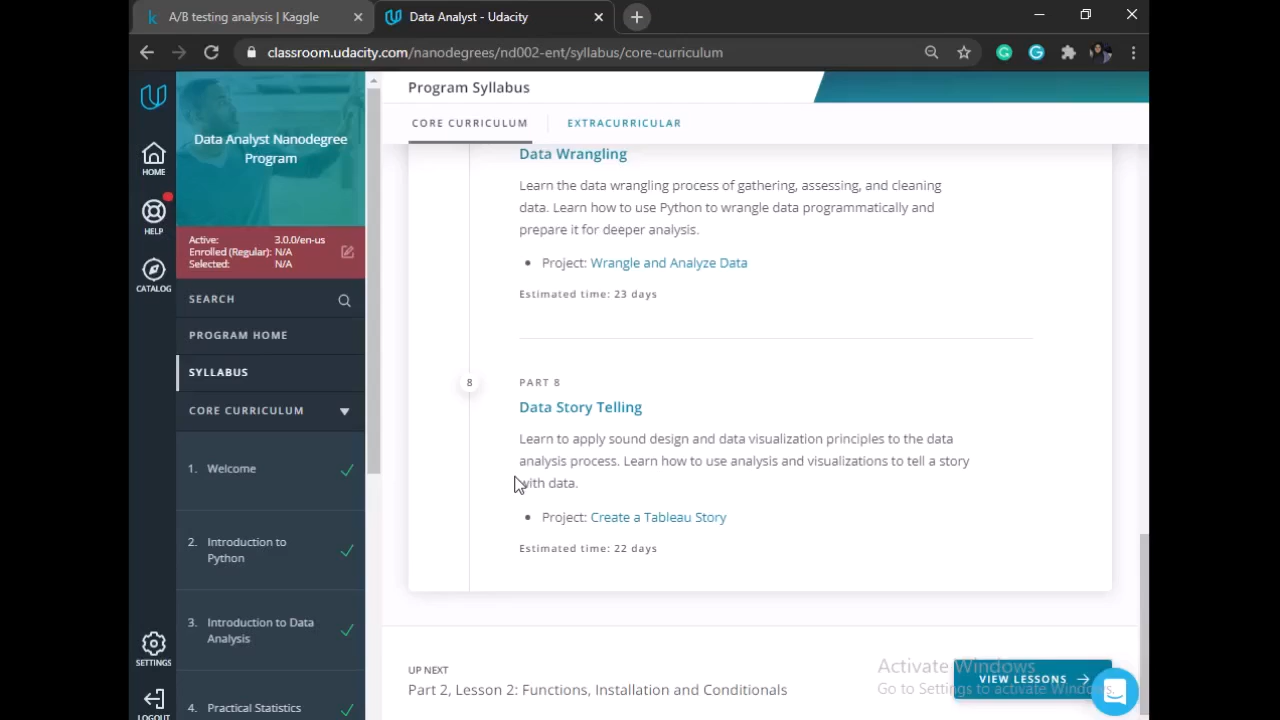 A/B testing analysis | Kaggle
Data Analyst - Udacity
classroom.udacity.com/nanodegrees/nd002-ent/syllabus/core-curriculum
HOME
HELP
CATALOG
SETTINGS
LOGOUT
Data Analyst Nanodegree
Program
Active: 3.0.0/en-us
Enrolled (Regular): N/A
Selected: N/A
SEARCH
PROGRAM HOME
SYLLABUS
CORE CURRICULUM
1. Welcome
2. Introduction to
Python
3. Introduction to Data
Analysis
4. Practical Statistics
Program Syllabus
CORE CURRICULUM
EXTRACURRICULAR
Data Wrangling
Learn the data wrangling process of gathering, assessing, and cleaning
data. Learn how to use Python to wrangle data programmatically and
prepare it for deeper analysis.
Project: Wrangle and Analyze Data
Estimated time: 23 days
8
PART 8
Data Story Telling
Learn to apply sound design and data visualization principles to the data
analysis process. Learn how to use analysis and visualizations to tell a story
with data.
Project: Create a Tableau Story
Estimated time: 22 days
UP NEXT
Part 2, Lesson 2: Functions, Installation and Conditionals
VIEW LESSONS
Activate Windows
Go to Settings to activate Windows.